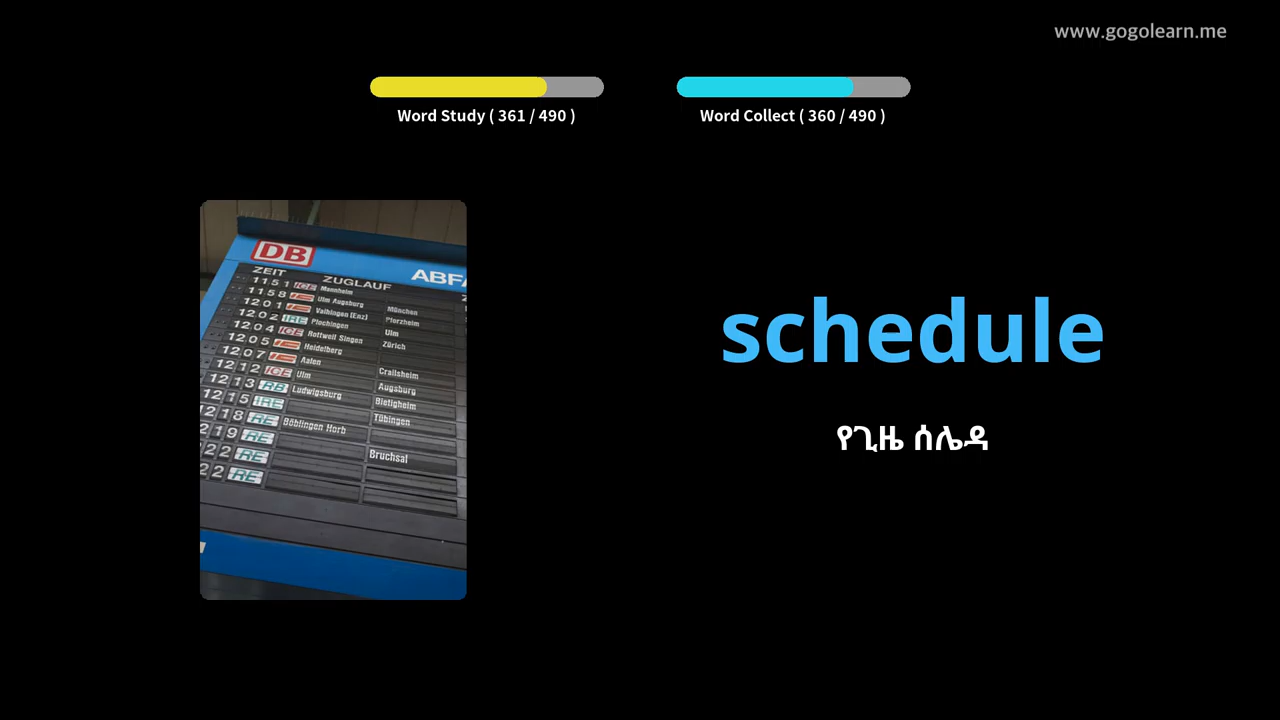 www.gogolearn.me
Word Study ( 361 / 490 )
Word Collect ( 360 / 490 )
DB
ABFA
ZEIT ZUGLAUF
1151 ICE Mannheim
1158 Ulm Augsburg München
1201 Vaihingen (Enz) Pforzheim
1202 IRE Plochingen Ulm
1204 ICE Rottweil Singen Zürich
1205 Heidelberg
1207 Aalen Crailsheim
1212 ICE Ulm Augsburg
1213 RB Ludwigsburg Bietigheim
1215 IRE Tübingen
1218 RE Böblingen Horb
219 RE Bruchsal
22 RE
22 RE
schedule
የጊዜ ሰሌዳ